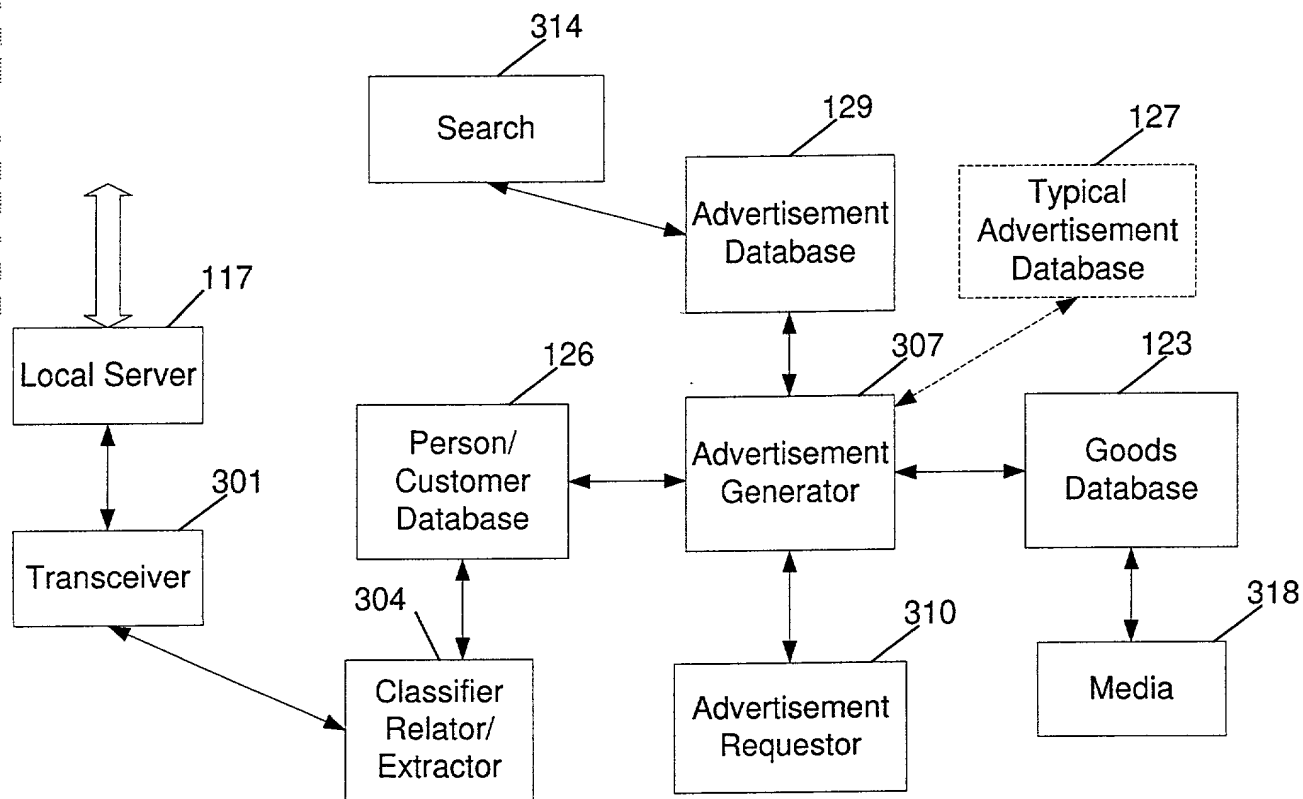 314
Search
129
Advertisement
Database
127
Typical
Advertisement
Database
117
Local Server
126
Person/
Customer
Database
307
Advertisement
Generator
123
Goods
Database
301
Transceiver
304
Classifier
Relator/
Extractor
310
Advertisement
Requestor
318
Media